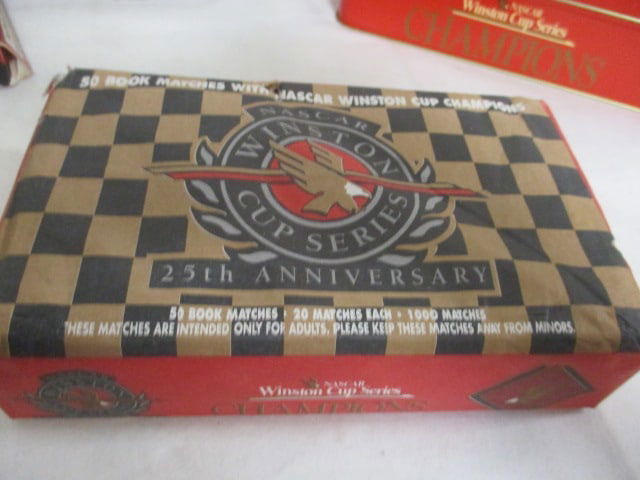 NASCAR
Winston Cup Series
CHAMPIONS
50 BOOK MATCHES WITH NASCAR WINSTON CUP CHAMPIONS
NASCAR
WINSTON
CUP SERIES
25th ANNIVERSARY
50 BOOK MATCHES • 20 MATCHES EACH • 1000 MATCHES
THESE MATCHES ARE INTENDED ONLY FOR ADULTS. PLEASE KEEP THESE MATCHES AWAY FROM MINORS.
NASCAR
Winston Cup Series
CHAMPIONS